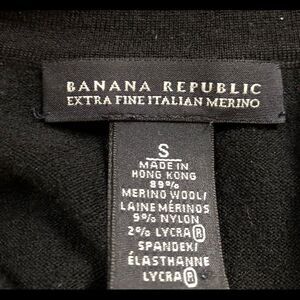 BANANA REPUBLIC
EXTRA FINE ITALIAN MERINO
S
MADE IN
HONG KONG
89%
MERINO WOOL/
LAINE MÉRINOS
9% NYLON
2% LYCRA®
SPANDEX/
ÉLASTHANNE
LYCRA®